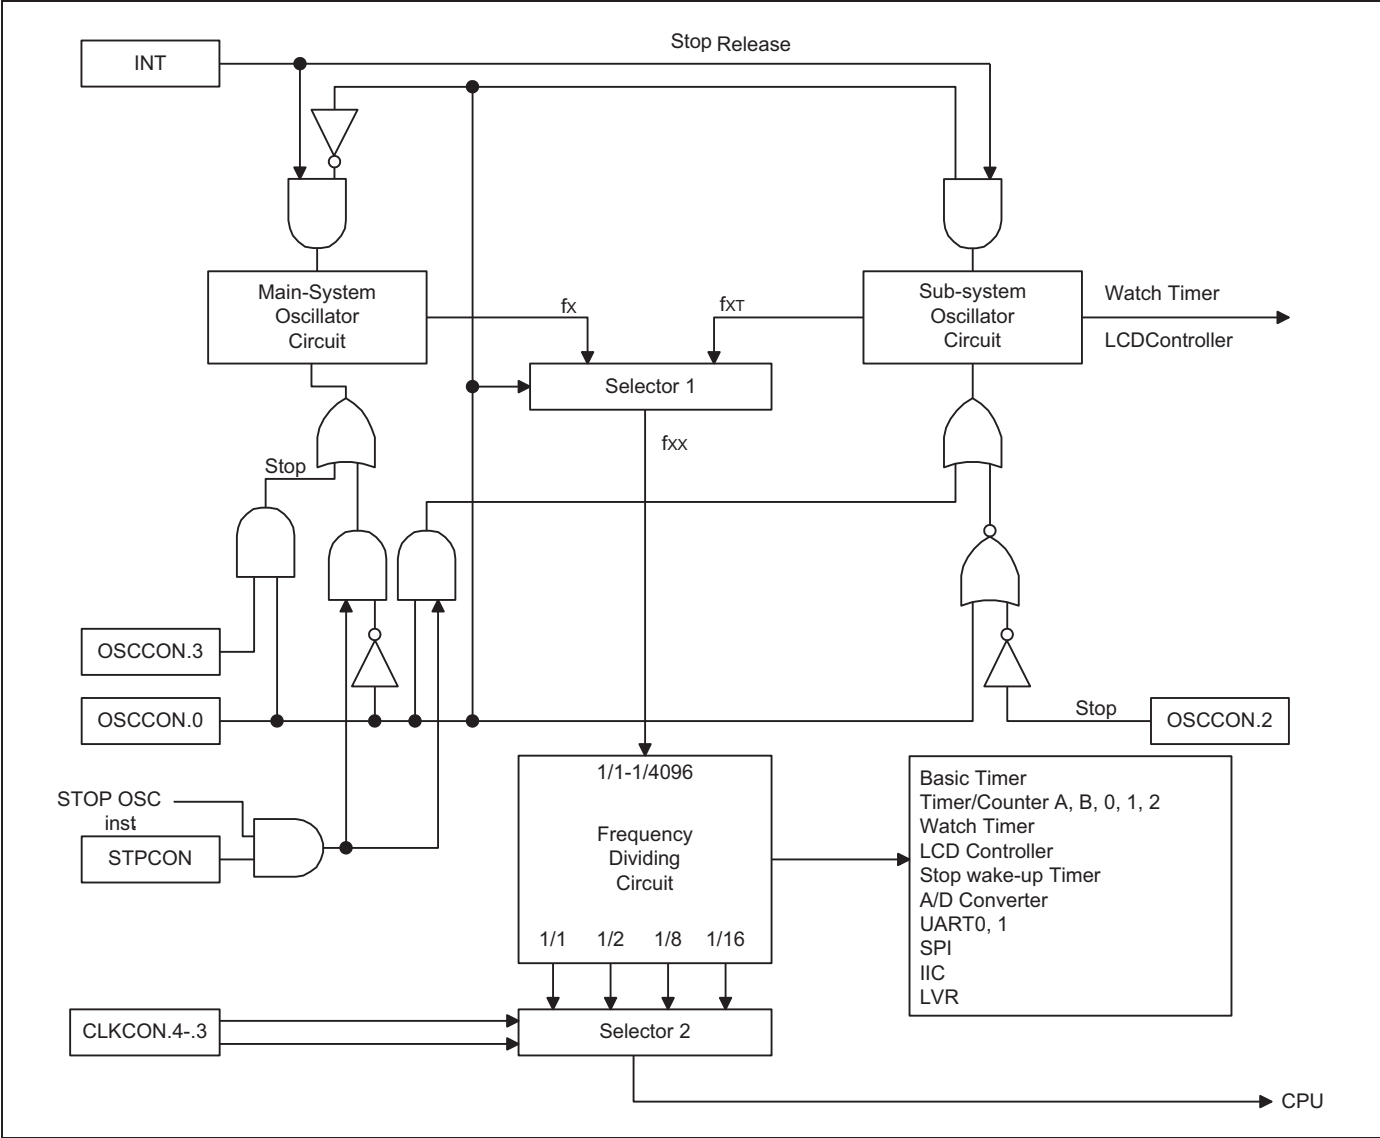 INT
Stop Release
Main-System
Oscillator
Circuit
fx
fxT
Sub-system
Oscillator
Circuit
Watch Timer
LCDController
Selector 1
fxx
Stop
OSCCON.3
OSCCON.0
Stop
OSCCON.2
STOP OSC
inst.
STPCON
1/1-1/4096
Frequency
Dividing
Circuit
1/1 1/2 1/8 1/16
Basic Timer
Timer/Counter A, B, 0, 1, 2
Watch Timer
LCD Controller
Stop wake-up Timer
A/D Converter
UART0, 1
SPI
IIC
LVR
CLKCON.4-.3
Selector 2
CPU